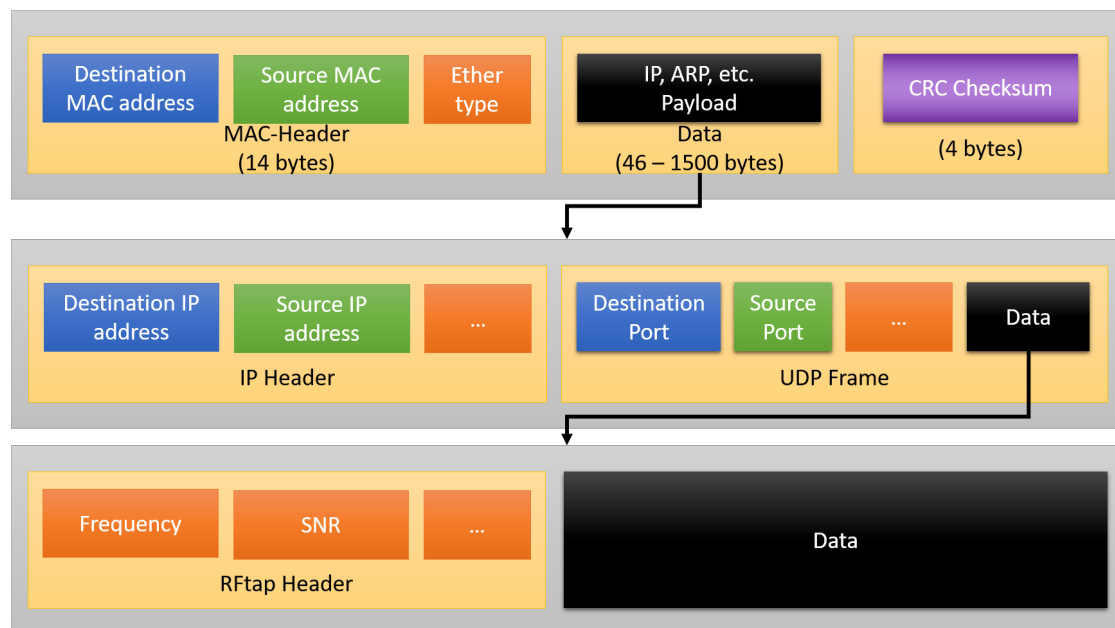 Destination
MAC address
Source MAC
address
Ether
type
MAC-Header
(14 bytes)
IP, ARP, etc.
Payload
Data
(46 – 1500 bytes)
CRC Checksum
(4 bytes)
Destination IP
address
Source IP
address
...
IP Header
Destination
Port
Source
Port
...
Data
UDP Frame
Frequency
SNR
...
RFtap Header
Data